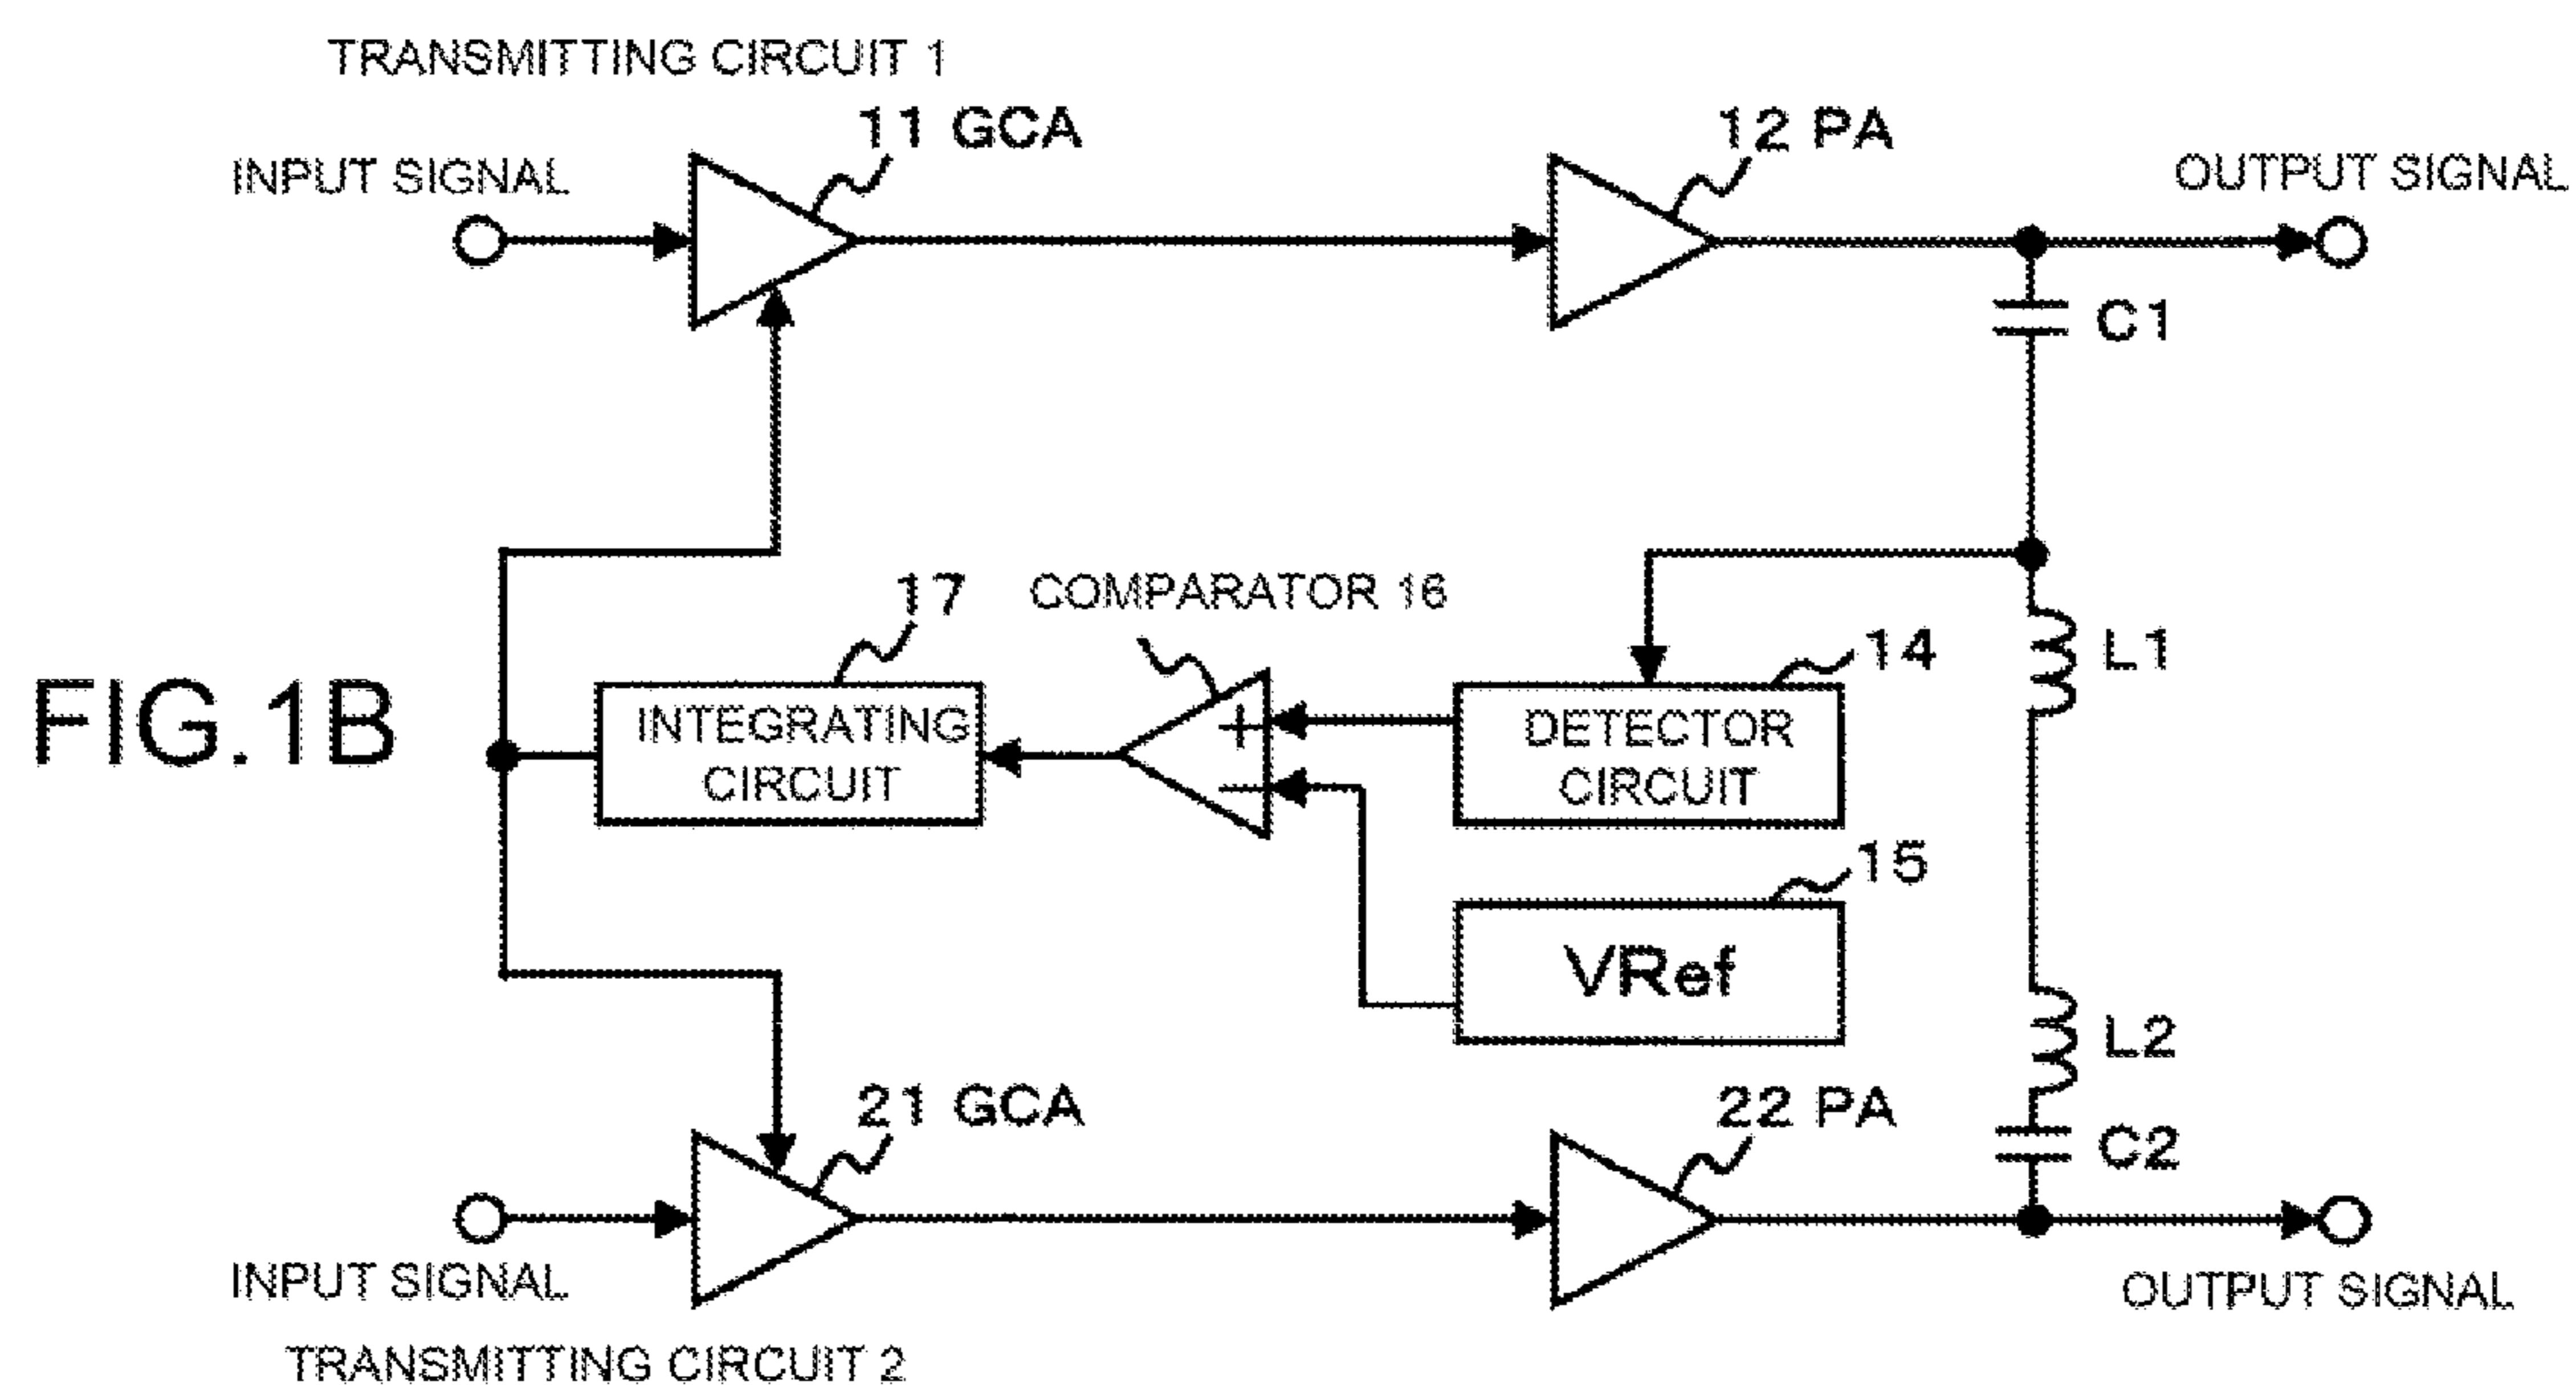 TRANSMITTING CIRCUIT 1
11 GCA
12 PA
INPUT SIGNAL
OUTPUT SIGNAL
C1
17
COMPARATOR 16
14
L1
FIG.1B
INTEGRATING
CIRCUIT
+
−
DETECTOR
CIRCUIT
15
VRef
L2
21 GCA
22 PA
C2
INPUT SIGNAL
OUTPUT SIGNAL
TRANSMITTING CIRCUIT 2